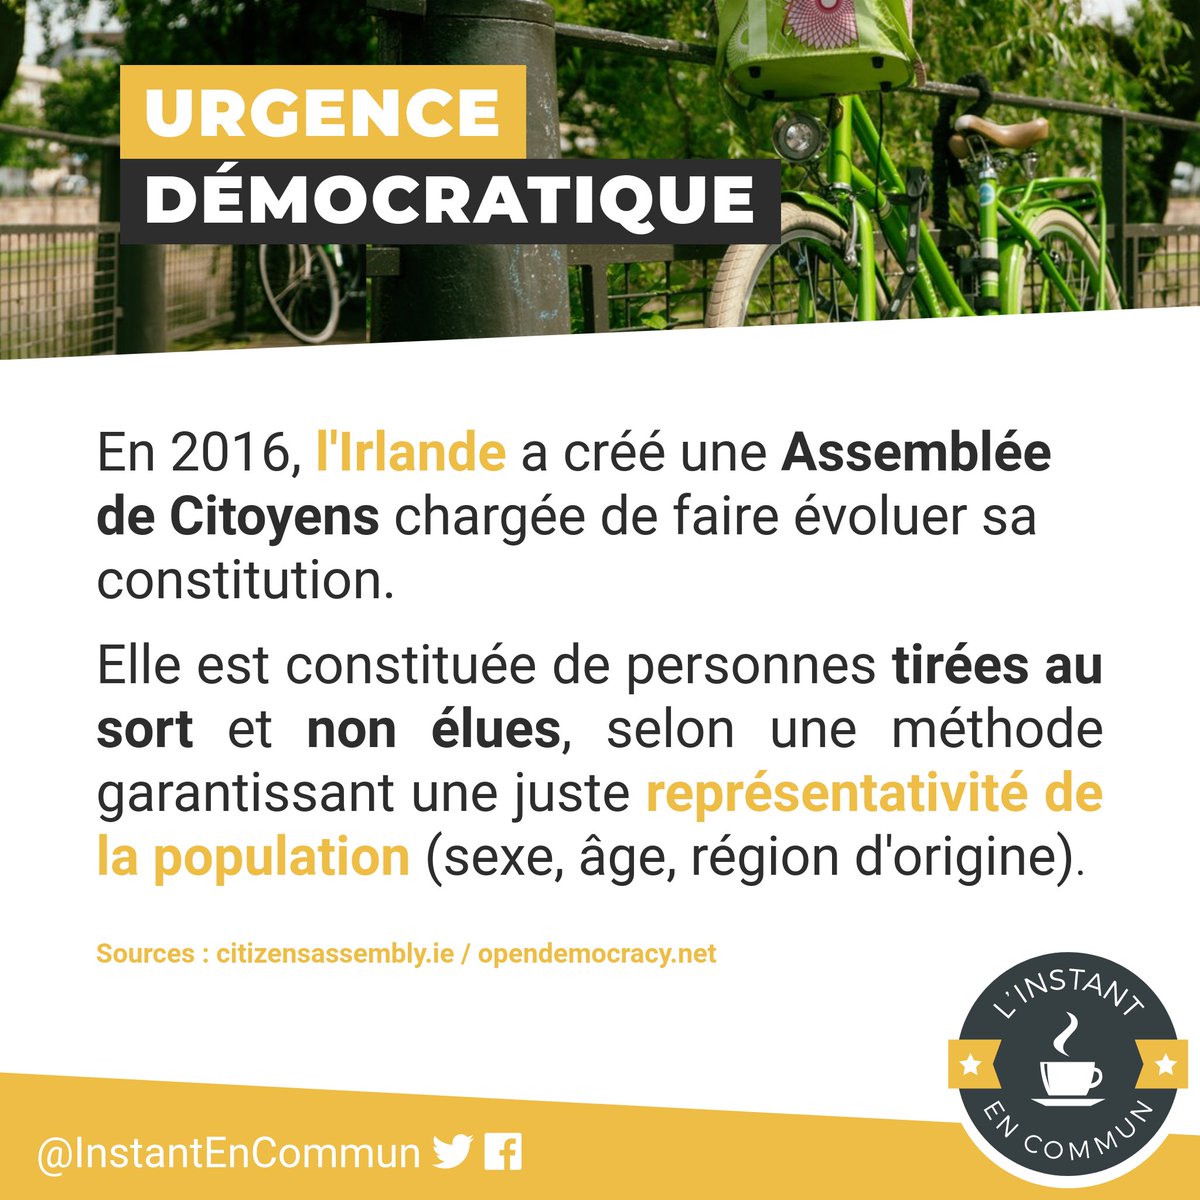 URGENCE
DÉMOCRATIQUE
En 2016, l'Irlande a créé une Assemblée
de Citoyens chargée de faire évoluer sa
constitution.
Elle est constituée de personnes tirées au
sort et non élues, selon une méthode
garantissant une juste représentativité de
la population (sexe, âge, région d'origine).
Sources : citizensassembly.ie / opendemocracy.net
L'INSTANT
EN COMMUN
@InstantEnCommun